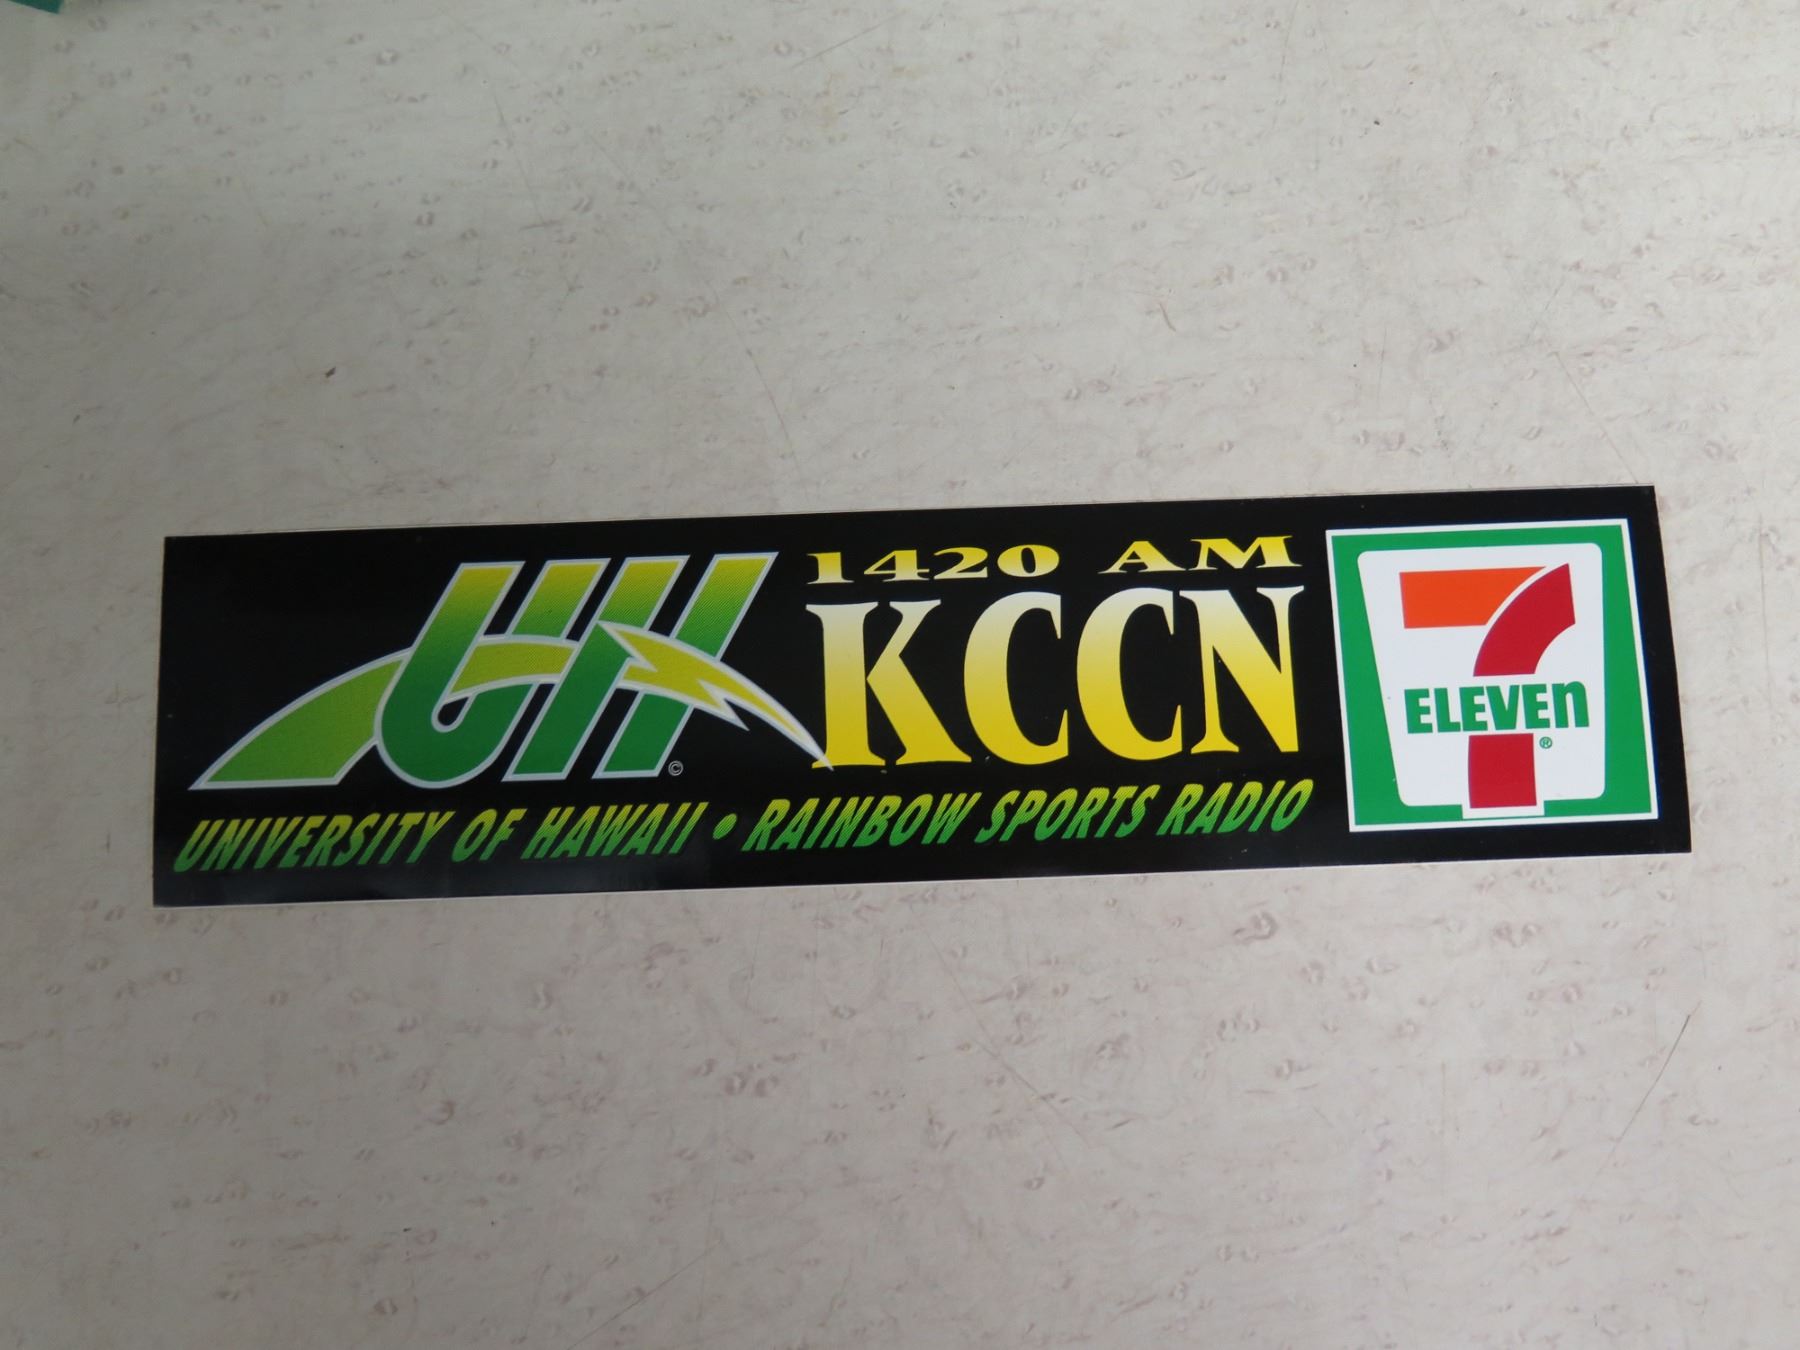 UH
©
1420 AM
KCCN
UNIVERSITY OF HAWAII • RAINBOW SPORTS RADIO
7
ELEVEn
®